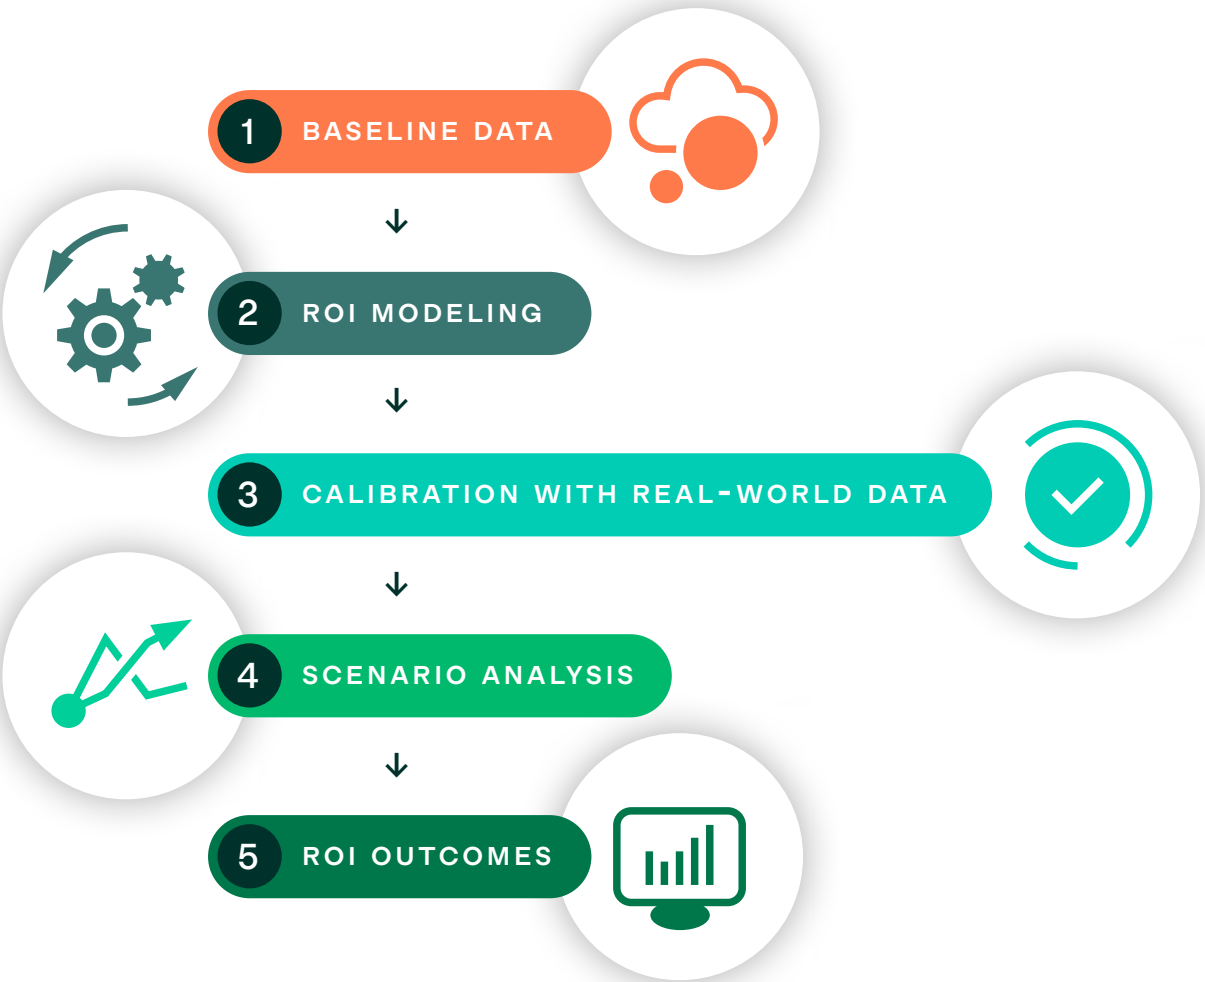 1 BASELINE DATA
2 ROI MODELING
3 CALIBRATION WITH REAL-WORLD DATA
4 SCENARIO ANALYSIS
5 ROI OUTCOMES